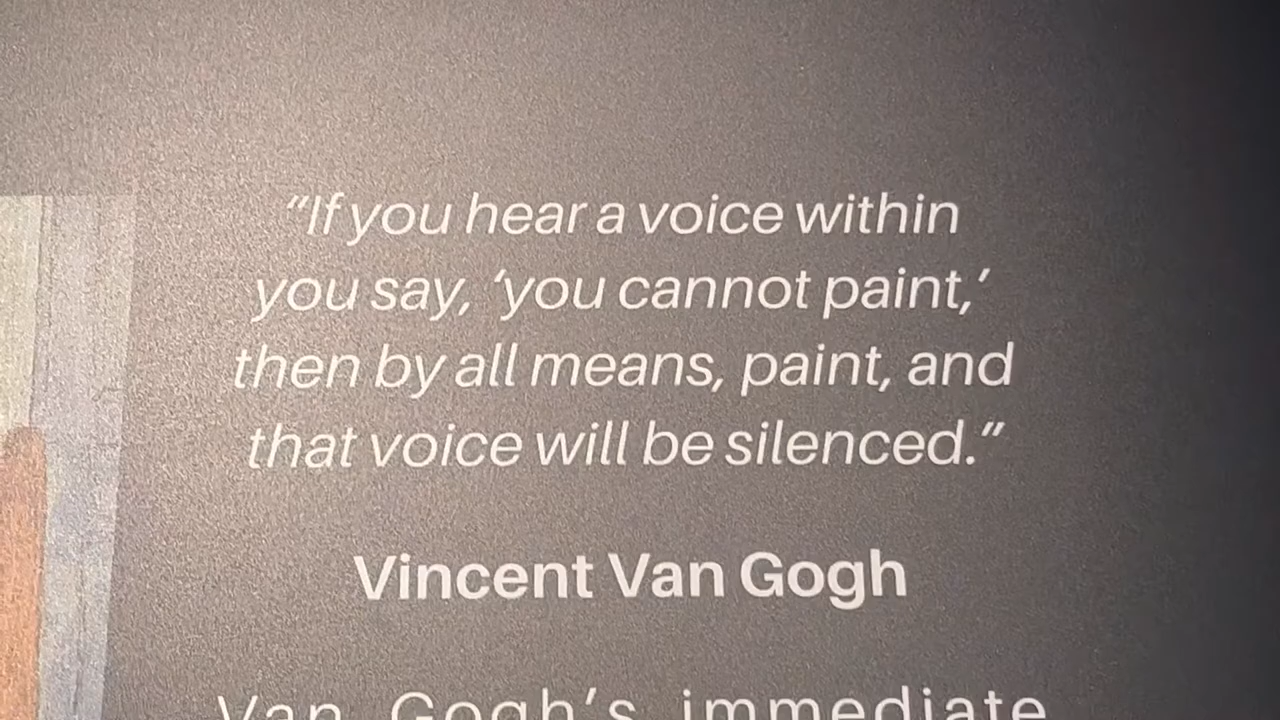 “If you hear a voice within
you say, ‘you cannot paint,’
then by all means, paint, and
that voice will be silenced.”
Vincent Van Gogh
Van Gogh’s immediate